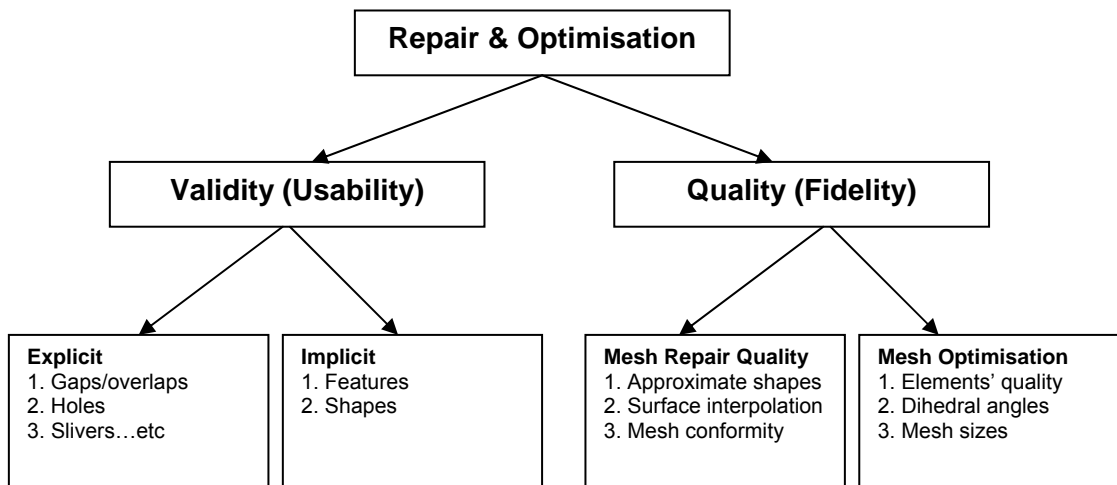 Repair & Optimisation
Validity (Usability)
Quality (Fidelity)
Explicit
1. Gaps/overlaps
2. Holes
3. Slivers…etc
Implicit
1. Features
2. Shapes
Mesh Repair Quality
1. Approximate shapes
2. Surface interpolation
3. Mesh conformity
Mesh Optimisation
1. Elements’ quality
2. Dihedral angles
3. Mesh sizes